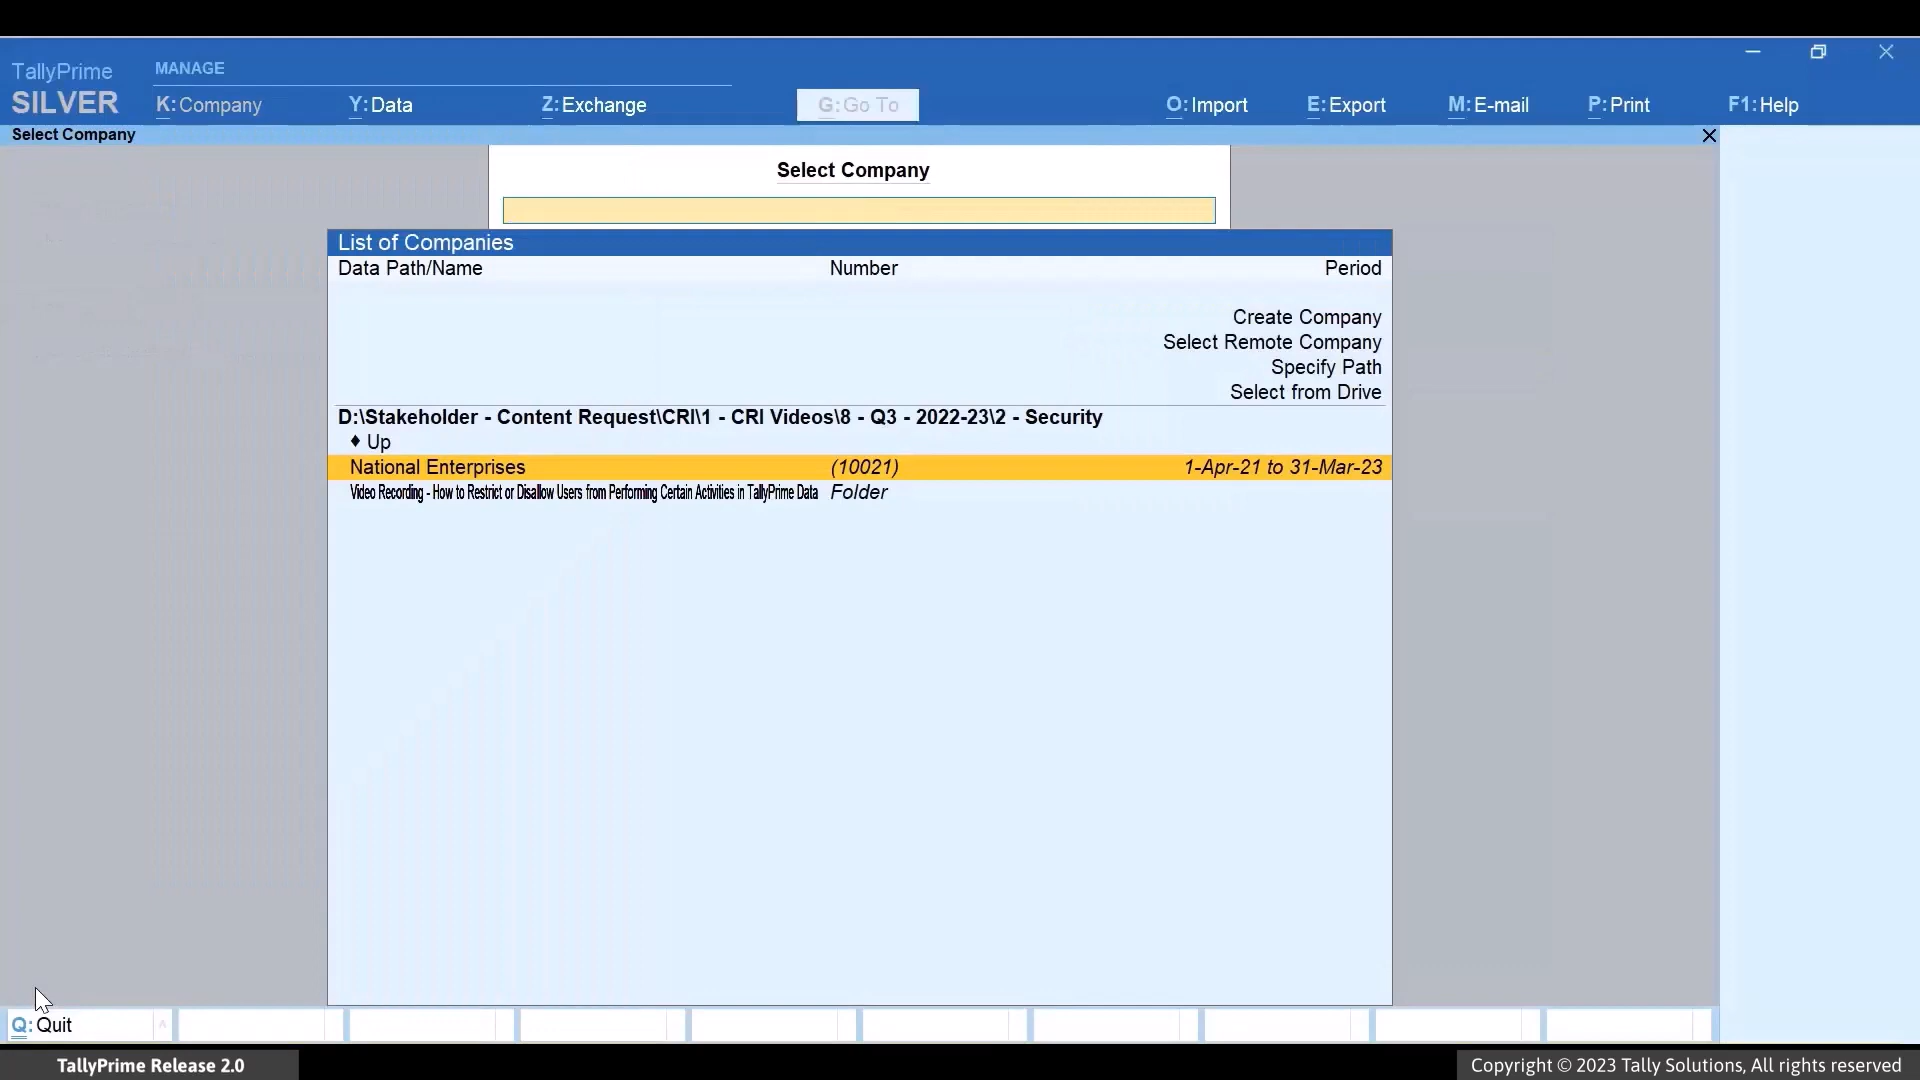 TallyPrime
SILVER
MANAGE
K: Company Y: Data Z: Exchange G: Go To O: Import E: Export M: E-mail P: Print F1: Help
Select Company
Select Company
List of Companies
Data Path/Name Number Period
Create Company
Select Remote Company
Specify Path
Select from Drive
D:\Stakeholder - Content Request\CRI\1 - CRI Videos\8 - Q3 - 2022-23\2 - Security
♦ Up
National Enterprises (10021) 1-Apr-21 to 31-Mar-23
Video Recording - How to Restrict or Disallow Users from Performing Certain Activities in TallyPrime Data Folder
Q: Quit
TallyPrime Release 2.0
Copyright © 2023 Tally Solutions, All rights reserved